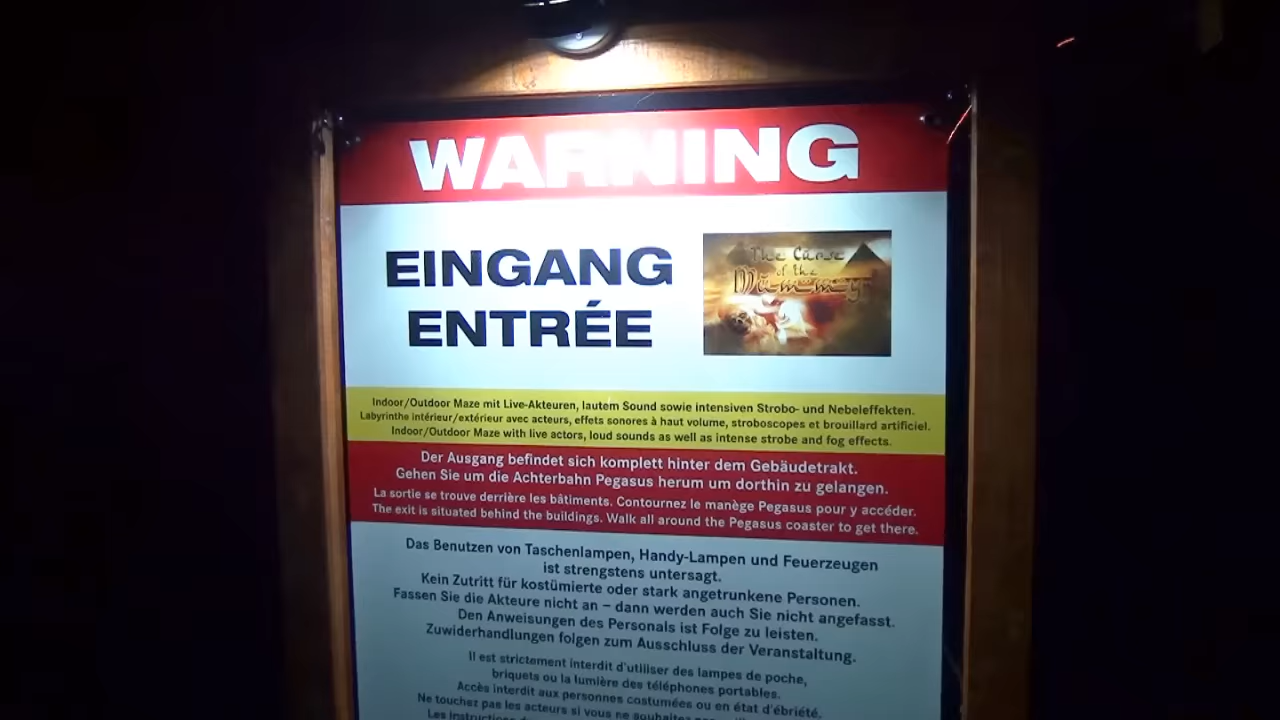 WARNING
EINGANG
ENTRÉE
The Curse
of the
Mummy
Indoor/Outdoor Maze mit Live-Akteuren, lautem Sound sowie intensiven Strobo- und Nebeleffekten.
Labyrinthe intérieur/extérieur avec acteurs, effets sonores à haut volume, stroboscopes et brouillard artificiel.
Indoor/Outdoor Maze with live actors, loud sounds as well as intense strobe and fog effects.
Der Ausgang befindet sich komplett hinter dem Gebäudetrakt.
Gehen Sie um die Achterbahn Pegasus herum um dorthin zu gelangen.
La sortie se trouve derrière les bâtiments. Contournez le manège Pegasus pour y accéder.
The exit is situated behind the buildings. Walk all around the Pegasus coaster to get there.
Das Benutzen von Taschenlampen, Handy-Lampen und Feuerzeugen
ist strengstens untersagt.
Kein Zutritt für kostümierte oder stark angetrunkene Personen.
Fassen Sie die Akteure nicht an – dann werden auch Sie nicht angefasst.
Den Anweisungen des Personals ist Folge zu leisten.
Zuwiderhandlungen folgen zum Ausschluss der Veranstaltung.
Il est strictement interdit d'utiliser des lampes de poche,
briquets ou la lumière des téléphones portables.
Accès interdit aux personnes costumées ou en état d'ébriété.
Ne touchez pas les acteurs si vous ne souhaitez
Les